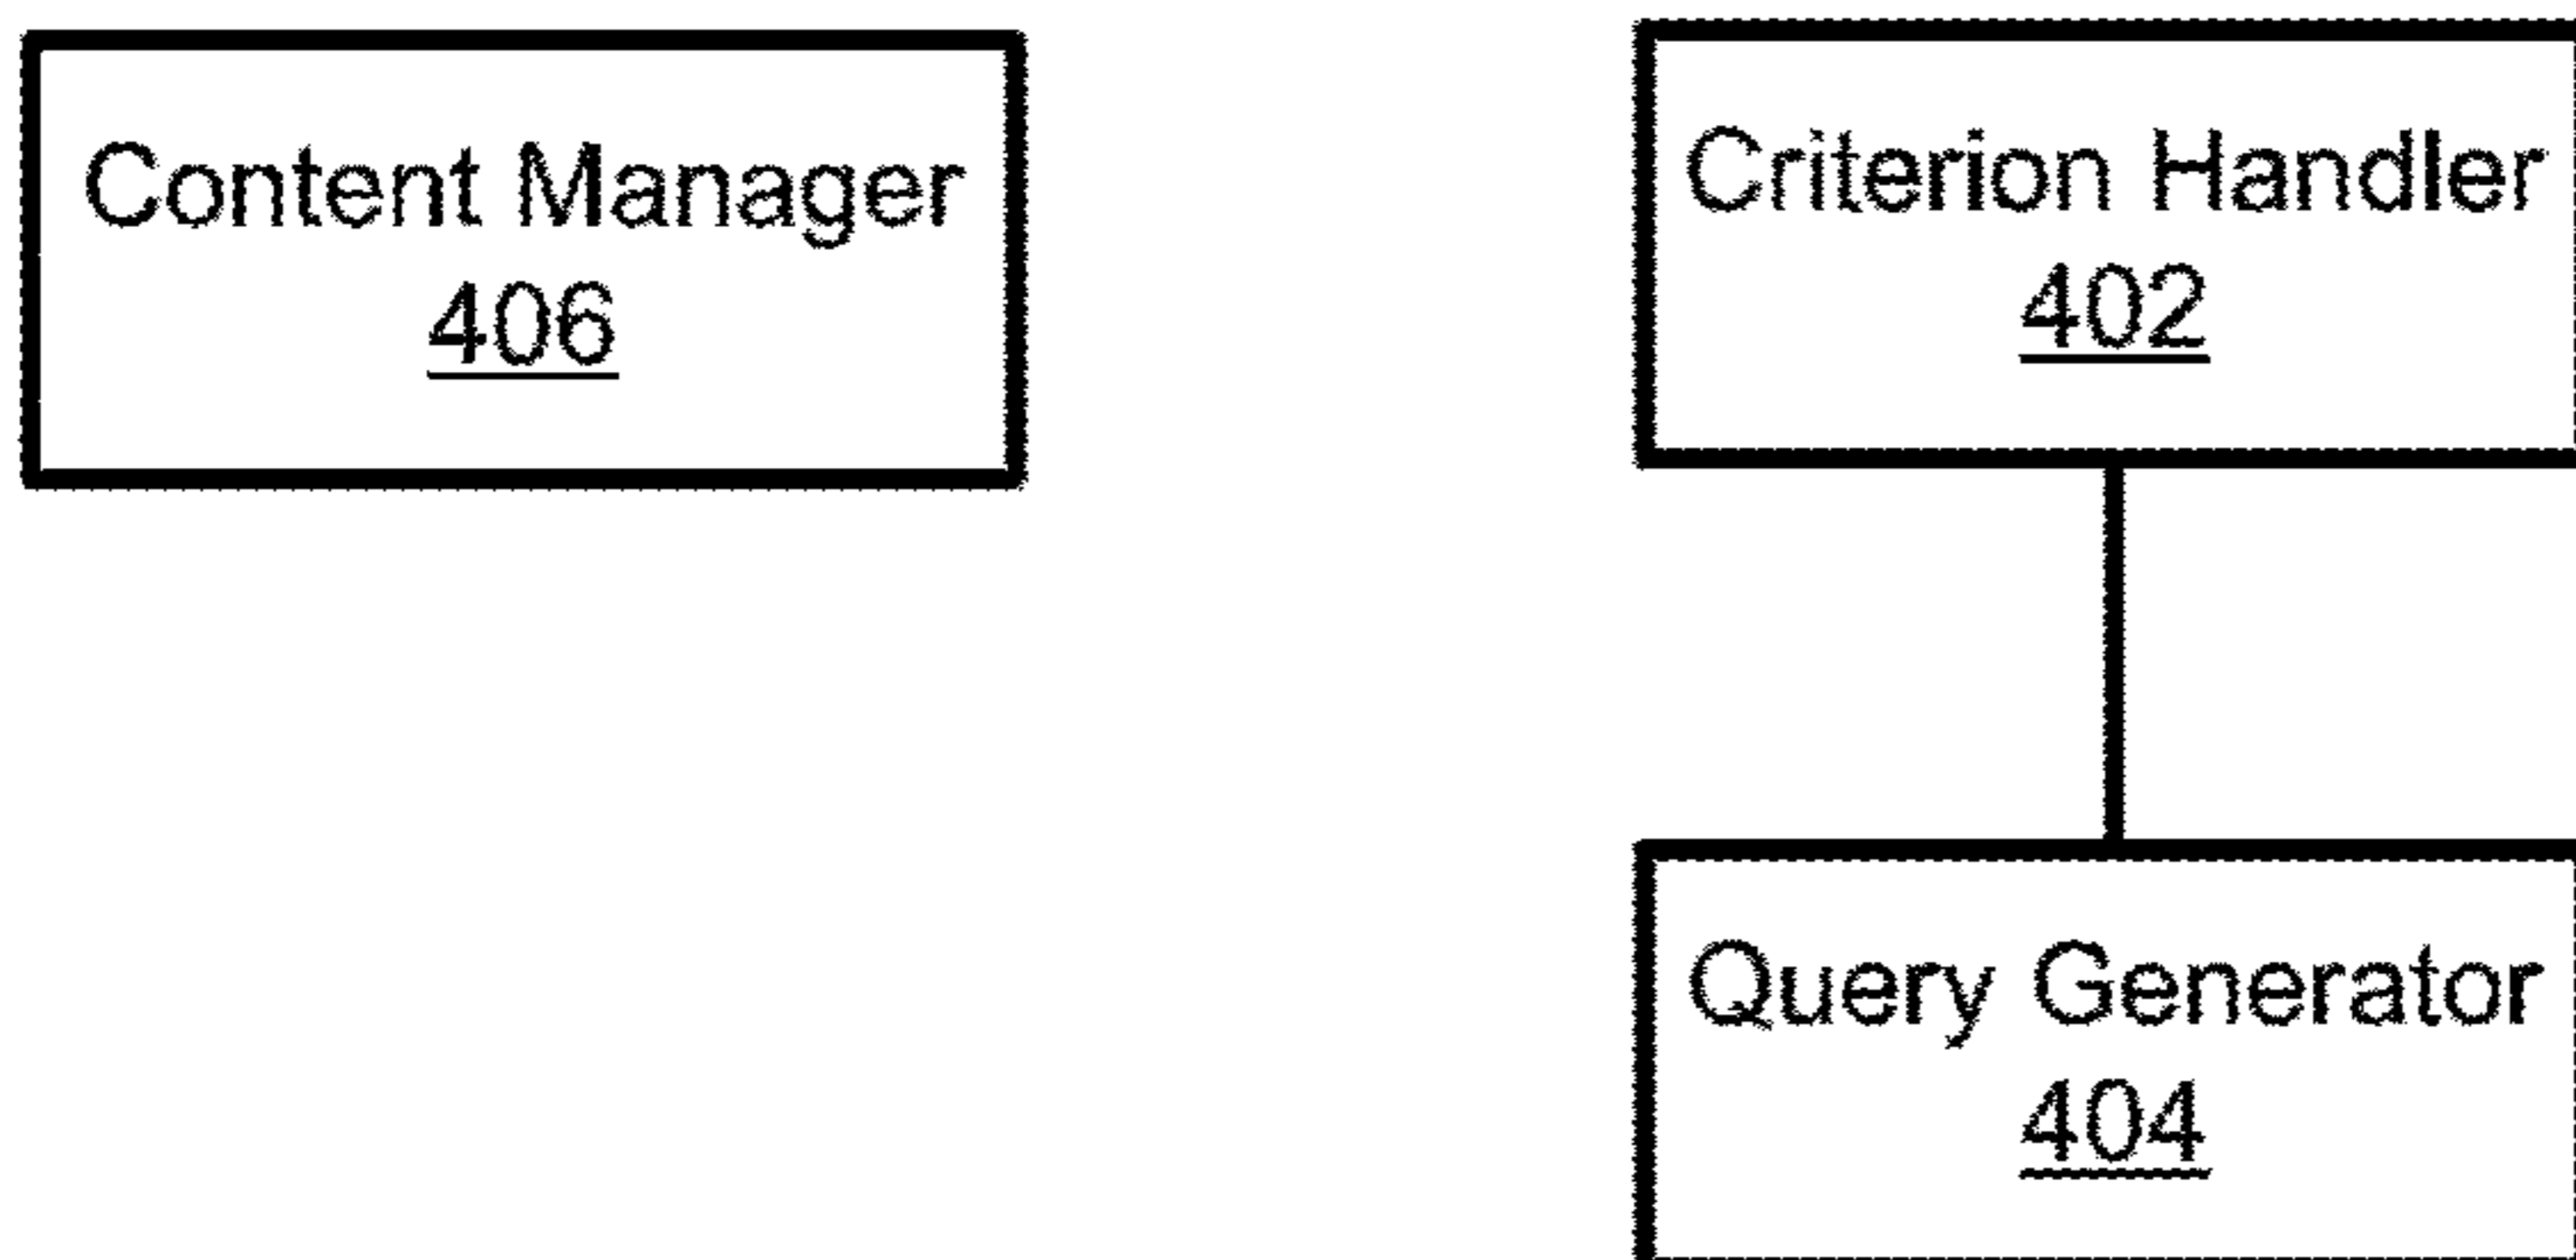 Content Manager
406
Criterion Handler
402
Query Generator
404